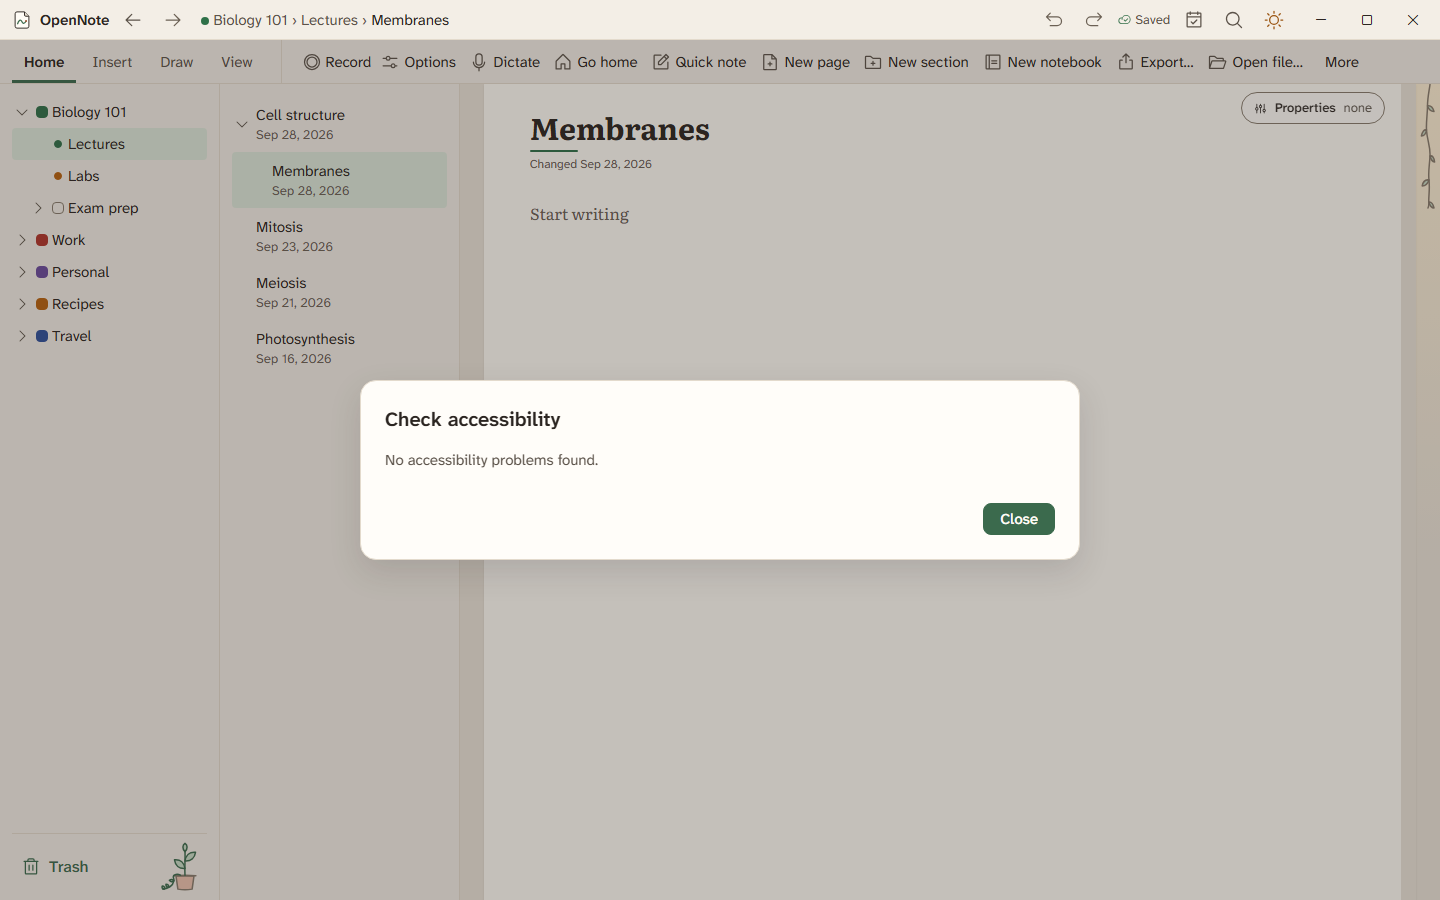 OpenNote
Biology 101 › Lectures › Membranes
Saved
Home Insert Draw View
Record Options Dictate Go home Quick note New page New section New notebook Export... Open file... More
Biology 101
Lectures
Labs
Exam prep
Work
Personal
Recipes
Travel
Trash
Cell structure
Sep 28, 2026
Membranes
Sep 28, 2026
Mitosis
Sep 23, 2026
Meiosis
Sep 21, 2026
Photosynthesis
Sep 16, 2026
Properties none
Membranes
Changed Sep 28, 2026
Start writing
Check accessibility
No accessibility problems found.
Close